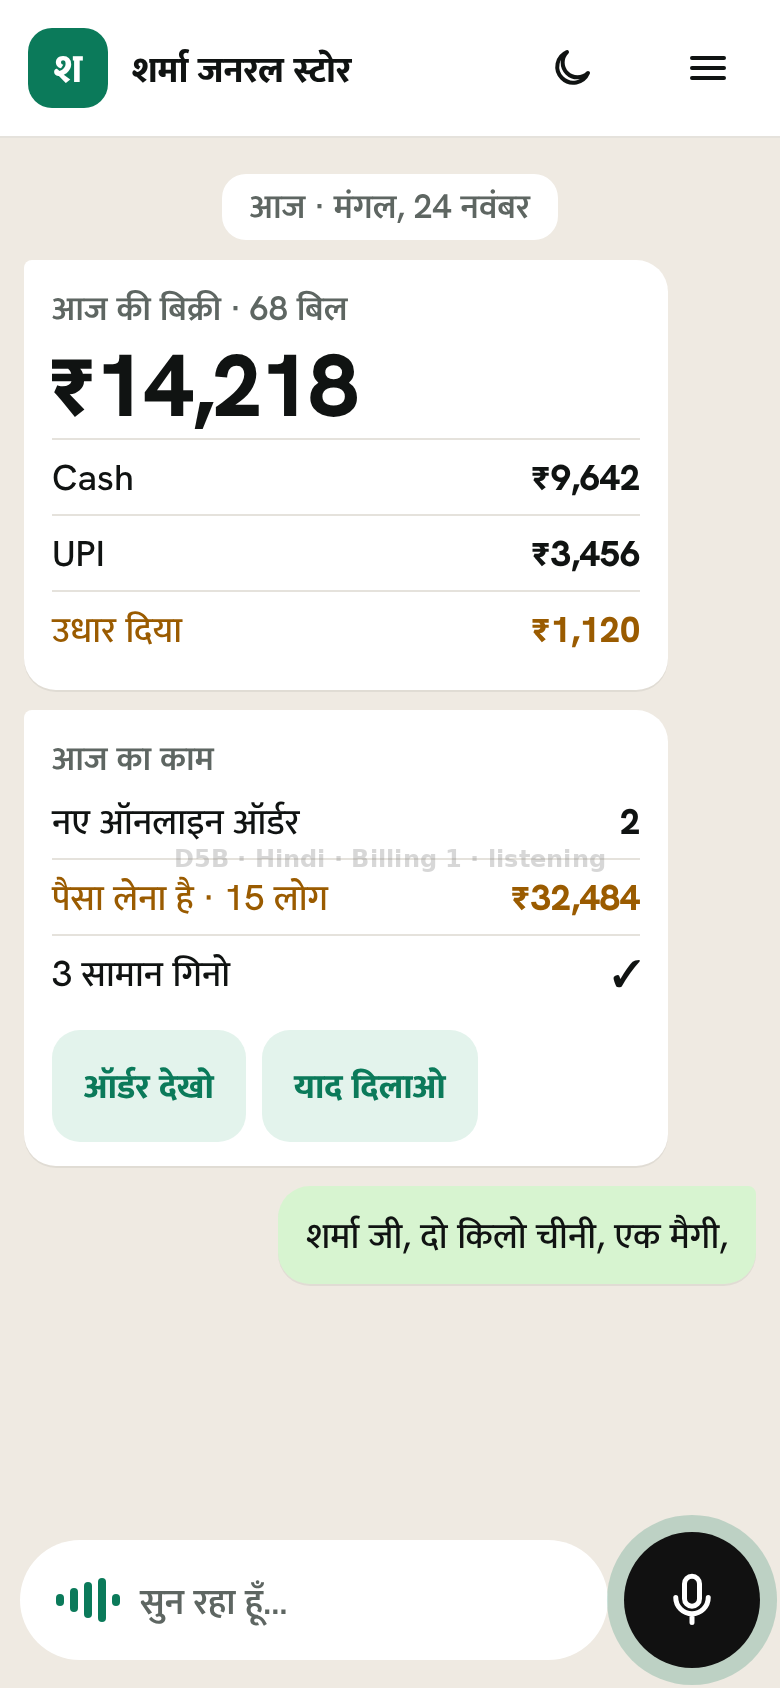 श
शर्मा जनरल स्टोर
आज · मंगल, 24 नवंबर
आज की बिक्री · 68 बिल
₹14,218
Cash ₹9,642
UPI ₹3,456
उधार दिया ₹1,120
आज का काम
नए ऑनलाइन ऑर्डर 2
D5B · Hindi · Billing 1 · listening
पैसा लेना है · 15 लोग ₹32,484
3 सामान गिनो ✓
ऑर्डर देखो याद दिलाओ
शर्मा जी, दो किलो चीनी, एक मैगी,
सुन रहा हूँ...